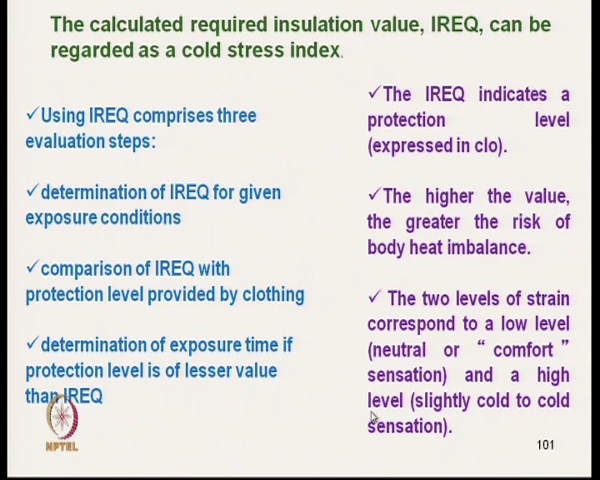 The calculated required insulation value, IREQ, can be
regarded as a cold stress index.
✓Using IREQ comprises three
evaluation steps:
✓determination of IREQ for given
exposure conditions
✓comparison of IREQ with
protection level provided by clothing
✓determination of exposure time if
protection level is of lesser value
than IREQ
✓The IREQ indicates a
protection level
(expressed in clo).
✓The higher the value,
the greater the risk of
body heat imbalance.
✓ The two levels of strain
correspond to a low level
(neutral or “ comfort ”
sensation) and a high
level (slightly cold to cold
sensation).
NPTEL
101